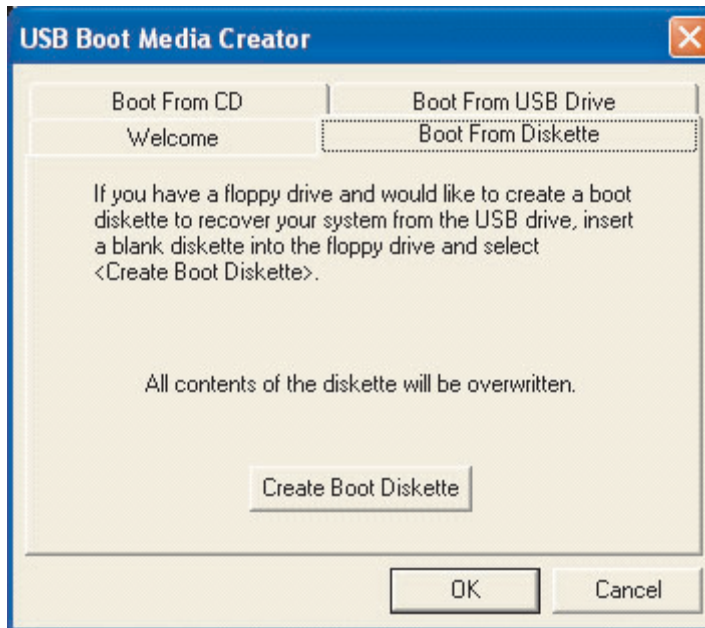 USB Boot Media Creator
Boot From CD
Boot From USB Drive
Welcome
Boot From Diskette
If you have a floppy drive and would like to create a boot
diskette to recover your system from the USB drive, insert
a blank diskette into the floppy drive and select
<Create Boot Diskette>.
All contents of the diskette will be overwritten.
Create Boot Diskette
OK
Cancel